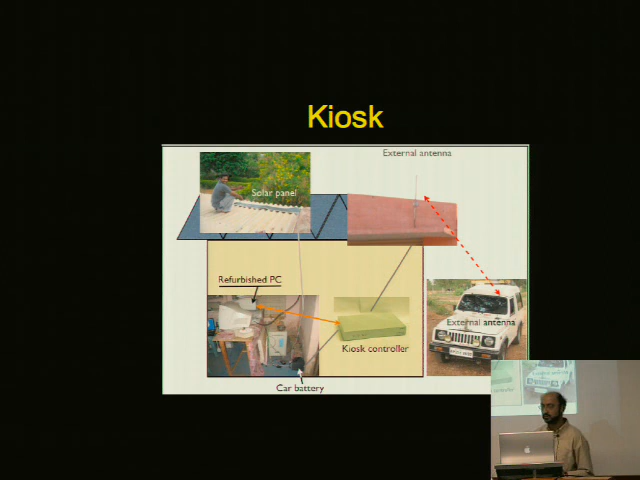 Kiosk
External antenna
Solar panel
Refurbished PC
External antenna
Kiosk controller
Car battery